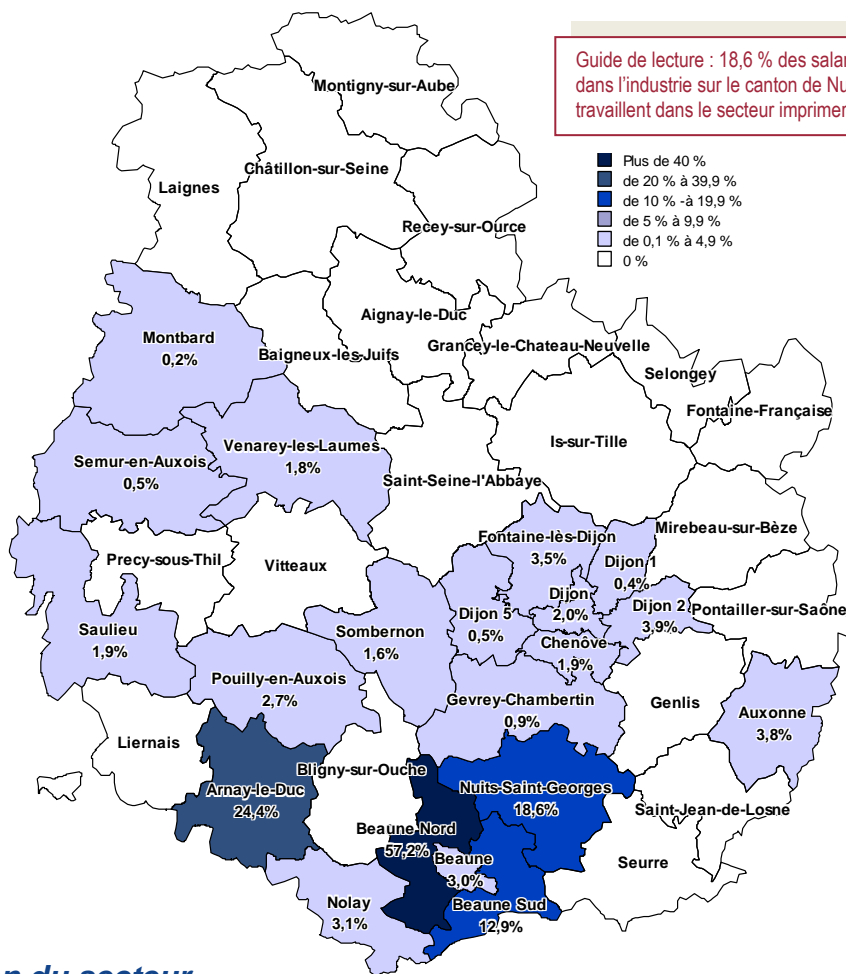 Montigny-sur-Aube
Guide de lecture : 18,6 % des
dans l'industrie sur le canton de
travaillent dans le secteur
Plus de 40 %
de 20 % à 39,9 %
de 10 % -à 19,9 %
de 5 % à 9,9 %
de 0,1 % à 4,9 %
0 %
Châtillon-sur-Seine
Laignes
Recey-sur-Ource
Aignay-le-Duc
Montbard
0,2%
Baigneux-les-Juifs
Grancey-le-Chateau-Neuvelle
Selongey
Fontaine-Française
Venarey-les-Laumes
1,8%
Is-sur-Tille
Semur-en-Auxois
0,5%
Saint-Seine-l'Abbaye
Mirebeau-sur-Bèze
Fontaine-lès-Dijon
3,5%
Precy-sous-Thil
Vitteaux
Dijon 1
0,4%
Dijon
2,0%
Dijon 2
3,9%
Pontailler-sur-Saône
Dijon 5
0,5%
Saulieu
1,9%
Sombernon
1,6%
Chenôve
1,9%
Pouilly-en-Auxois
2,7%
Gevrey-Chambertin
0,9%
Genlis
Auxonne
3,8%
Liernais
Bligny-sur-Ouche
Arnay-le-Duc
24,4%
Nuits-Saint-Georges
18,6%
Saint-Jean-de-Losne
Beaune-Nord
57,2%
Beaune
3,0%
Seurre
Nolay
3,1%
Beaune Sud
12,9%
du secteur